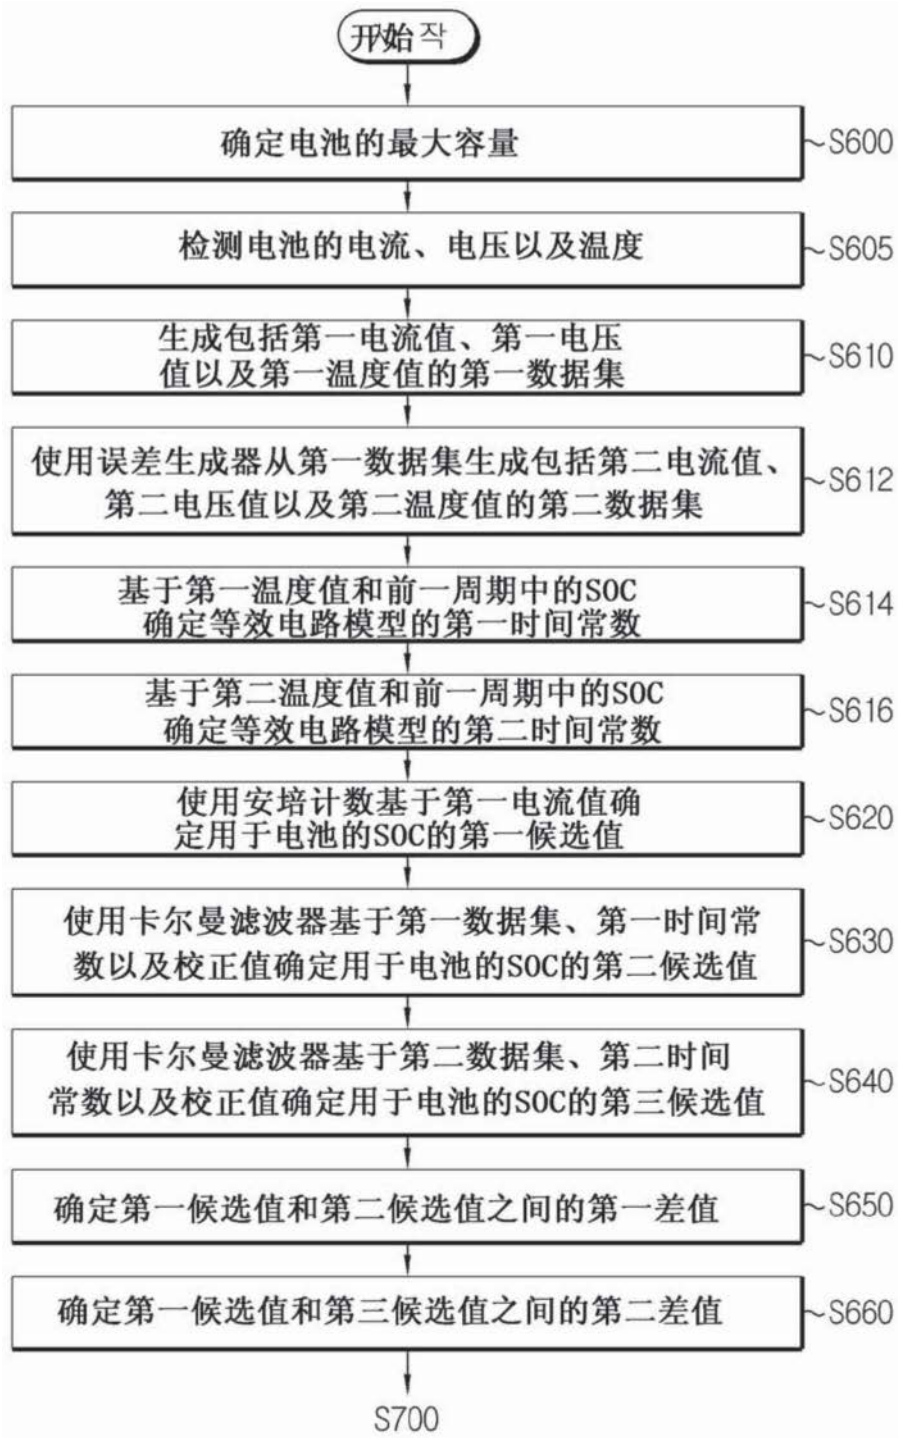 开始 작
确定电池的最大容量
S600
检测电池的电流、电压以及温度
S605
生成包括第一电流值、第一电压
值以及第一温度值的第一数据集
S610
使用误差生成器从第一数据集生成包括第二电流值、
第二电压值以及第二温度值的第二数据集
S612
基于第一温度值和前一周期中的SOC
确定等效电路模型的第一时间常数
S614
基于第二温度值和前一周期中的SOC
确定等效电路模型的第二时间常数
S616
使用安培计数基于第一电流值确
定用于电池的SOC的第一候选值
S620
使用卡尔曼滤波器基于第一数据集、第一时间常
数以及校正值确定用于电池的SOC的第二候选值
S630
使用卡尔曼滤波器基于第二数据集、第二时间
常数以及校正值确定用于电池的SOC的第三候选值
S640
确定第一候选值和第二候选值之间的第一差值
S650
确定第一候选值和第三候选值之间的第二差值
S660
S700